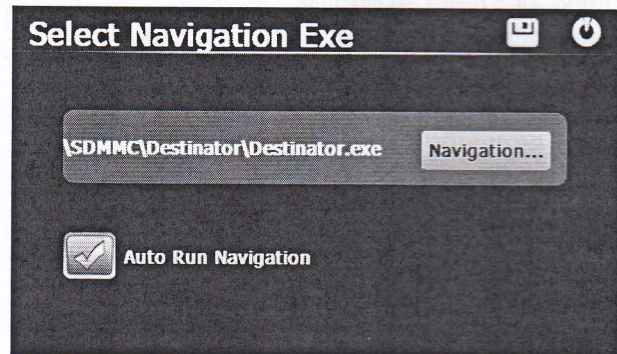 Select Navigation Exe
\SDMMC\Destinator\Destinator.exe
Navigation...
Auto Run Navigation